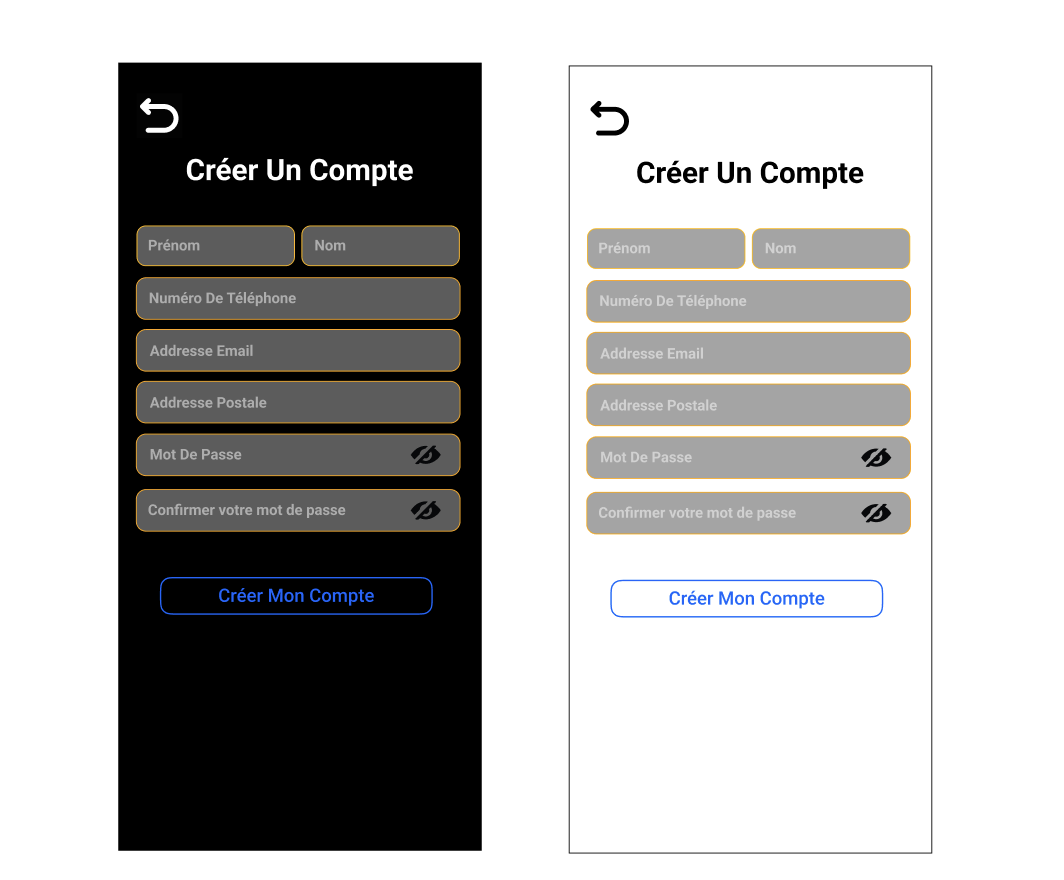 Créer Un Compte
Prénom
Nom
Numéro De Téléphone
Addresse Email
Addresse Postale
Mot De Passe
Confirmer votre mot de passe
Créer Mon Compte
Créer Un Compte
Prénom
Nom
Numéro De Téléphone
Addresse Email
Addresse Postale
Mot De Passe
Confirmer votre mot de passe
Créer Mon Compte